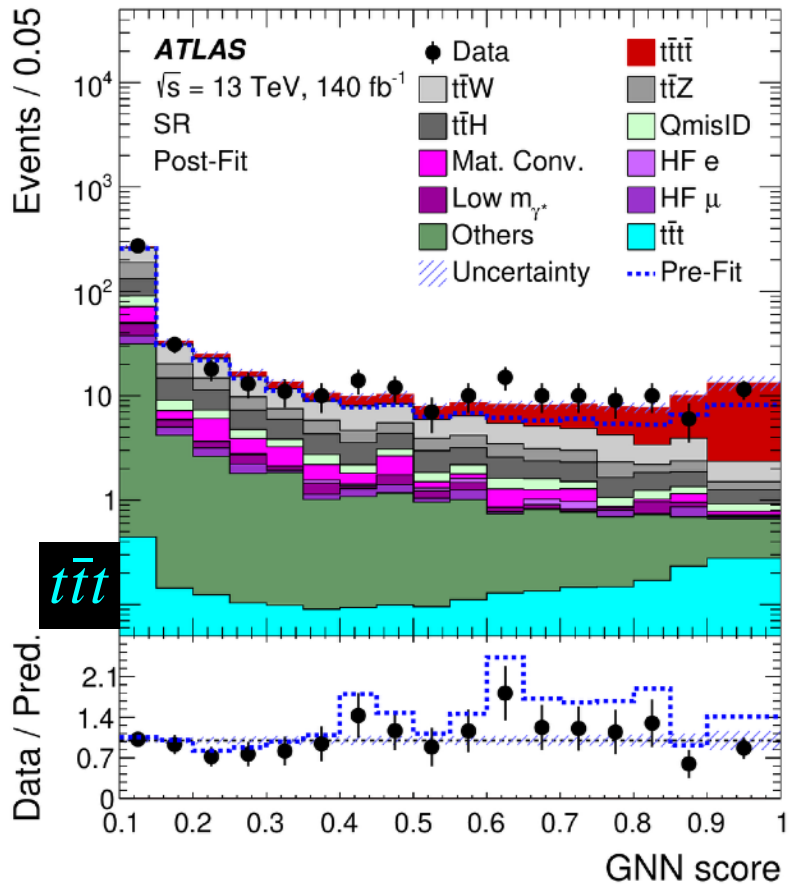 Events / 0.05
10⁴
10³
10²
10
1
ATLAS
√s = 13 TeV, 140 fb⁻¹
SR
Post-Fit
Data
tt̄tt̄
tt̄W
tt̄Z
tt̄H
QmisID
Mat. Conv.
HF e
Low m_γ*
HF μ
Others
tt̄t
Uncertainty
Pre-Fit
tt̄t
Data / Pred.
2.1
1.4
0.7
0
0.1 0.2 0.3 0.4 0.5 0.6 0.7 0.8 0.9 1
GNN score